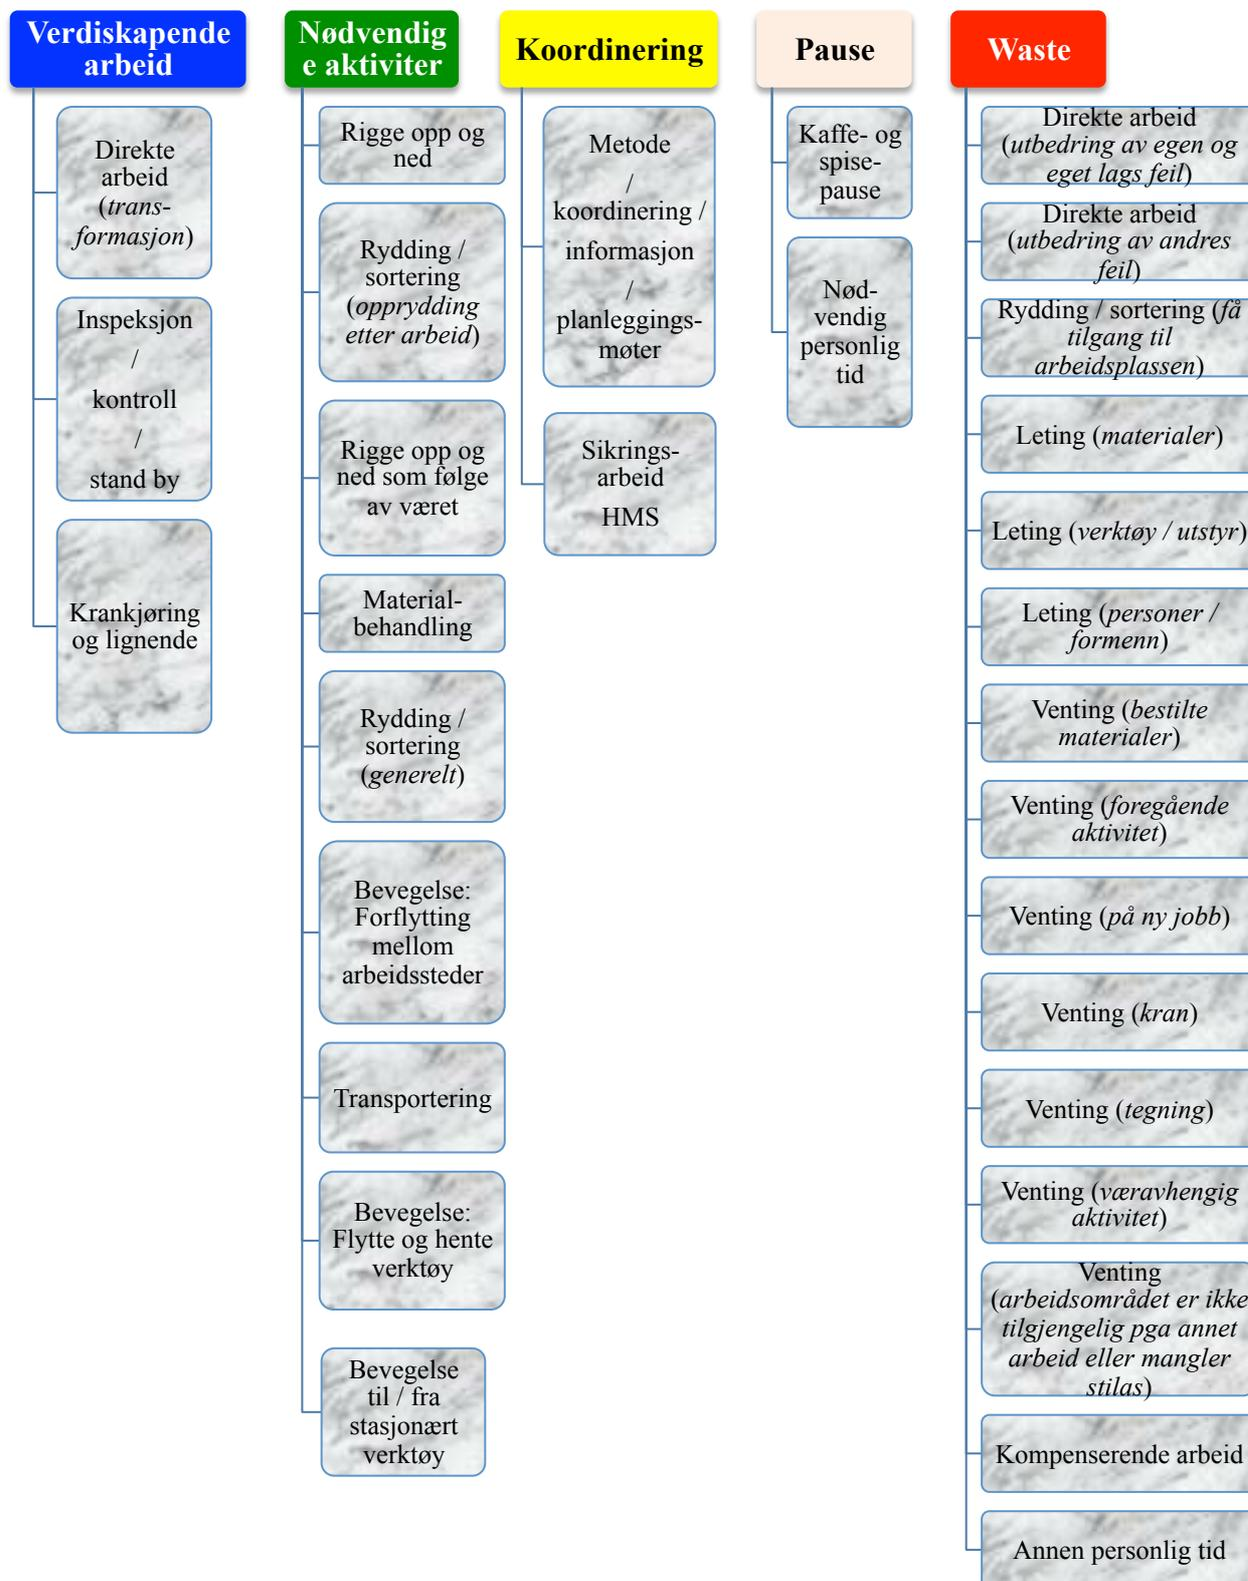 Verdiskapende
arbeid
Direkte
arbeid
(trans-
formasjon)
Inspeksjon
/
kontroll
/
stand by
Krankjøring
og lignende
Nødvendig
e aktiviter
Rigge opp og
ned
Rydding /
sortering
(opprydding
etter arbeid)
Rigge opp og
ned som følge
av været
Material-
behandling
Rydding /
sortering
(generelt)
Bevegelse:
Forflytting
mellom
arbeidssteder
Transportering
Bevegelse:
Flytte og hente
verktøy
Bevegelse
til / fra
stasjonært
verktøy
Koordinering
Metode
/
koordinering /
informasjon
/
planleggings-
møter
Sikrings-
arbeid
HMS
Pause
Kaffe- og
spise-
pause
Nød-
vendig
personlig
tid
Waste
Direkte arbeid
(utbedring av egen og
eget lags feil)
Direkte arbeid
(utbedring av andres
feil)
Rydding / sortering (få
tilgang til
arbeidsplassen)
Leting (materialer)
Leting (verktøy / utstyr)
Leting (personer /
formenn)
Venting (bestilte
materialer)
Venting (foregående
aktivitet)
Venting (på ny jobb)
Venting (kran)
Venting (tegning)
Venting (væravhengig
aktivitet)
Venting
(arbeidsområdet er ikke
tilgjengelig pga annet
arbeid eller mangler
stilas)
Kompenserende arbeid
Annen personlig tid